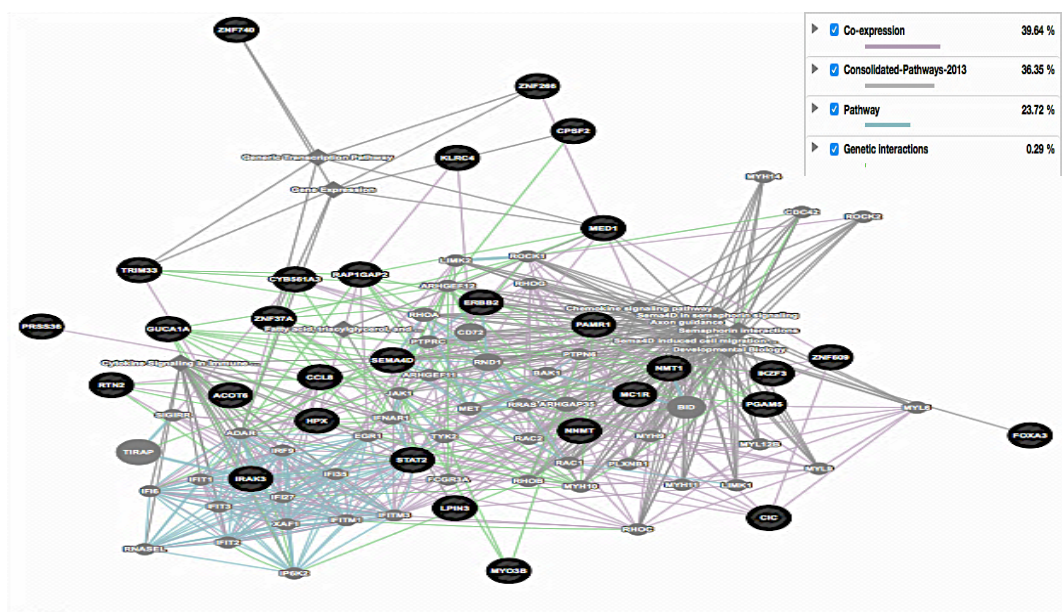 Co-expression 39.64 %
Consolidated-Pathways-2013 36.35 %
Pathway 23.72 %
Genetic interactions 0.29 %
ZNF740
ZNF266
CPSF2
Generic Transcription Pathway
KLRC4
Gene Expression
MYH14
CDC42
ROCK2
MED1
LIMK2
ROCK1
TRIM33
CYB561A3
RAP1GAP2
ARHGEF12
RHOG
ERBB2
Chemokine signaling pathway
Sema4D in semaphorin signaling
PRSS36
GUCA1A
ZNF37A
RHOA
Fatty acid, triacylglycerol, and
CD72
PAMR1
Axon guidance
Semaphorin interactions
PTPRC
Sema4D induced cell migration
Developmental Biology
Cytokine Signaling in Immune...
SEMA4D
RND1
PTPN6
ZNF609
RTN2
CCL8
ARHGEF11
BAK1
NMT1
IKZF3
ACOT6
JAK1
MC1R
SIGIRR
IFNAR1
MET
RRAS
ARHGAP35
BID
PGAM5
MYL6
HPX
ADAR
EGR1
TYK2
RAC2
NNMT
MYH9
MYL12B
FOXA3
TIRAP
IRF9
STAT2
IFI35
RAC1
PLXNB1
MYL9
IRAK3
IFIT1
FCGR3A
RHOB
MYH10
MYH11
LIMK1
IFI6
IFI27
IFIT3
LPIN3
XAF1
IFITM1
IFITM3
CIC
RHOC
IFIT2
RNASEL
IP6K2
MYO3B